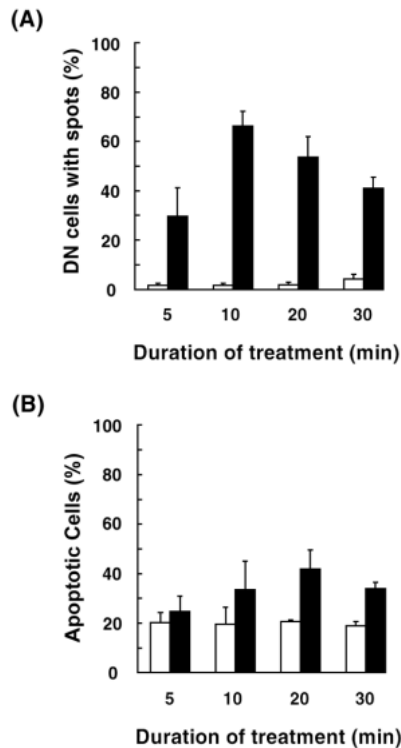 (A)
DN cells with spots (%)
100
80
60
40
20
0
5 10 20 30
Duration of treatment (min)
(B)
Apoptotic Cells (%)
100
80
60
40
20
0
5 10 20 30
Duration of treatment (min)